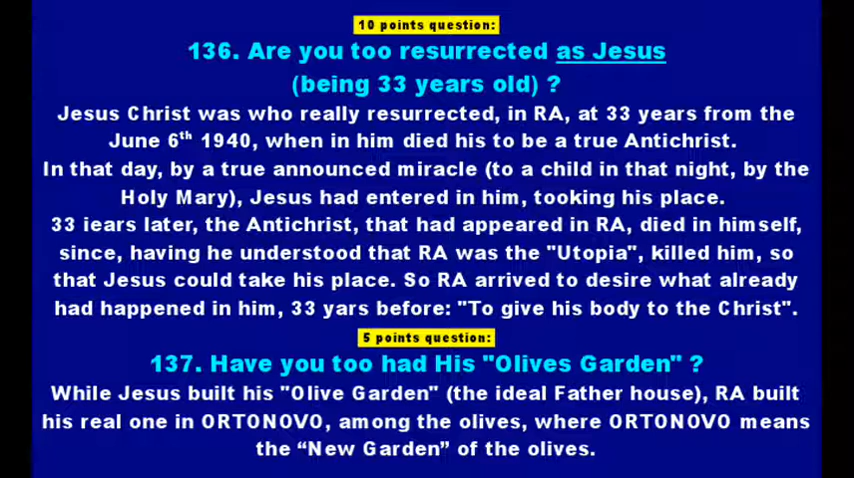 10 points question:
136. Are you too resurrected as Jesus
(being 33 years old) ?
Jesus Christ was who really resurrected, in RA, at 33 years from the
June 6th 1940, when in him died his to be a true Antichrist.
In that day, by a true announced miracle (to a child in that night, by the
Holy Mary), Jesus had entered in him, tooking his place.
33 iears later, the Antichrist, that had appeared in RA, died in himself,
since, having he understood that RA was the "Utopia", killed him, so
that Jesus could take his place. So RA arrived to desire what already
had happened in him, 33 yars before: "To give his body to the Christ".
5 points question:
137. Have you too had His "Olives Garden" ?
While Jesus built his "Olive Garden" (the ideal Father house), RA built
his real one in ORTONOVO, among the olives, where ORTONOVO means
the “New Garden” of the olives.